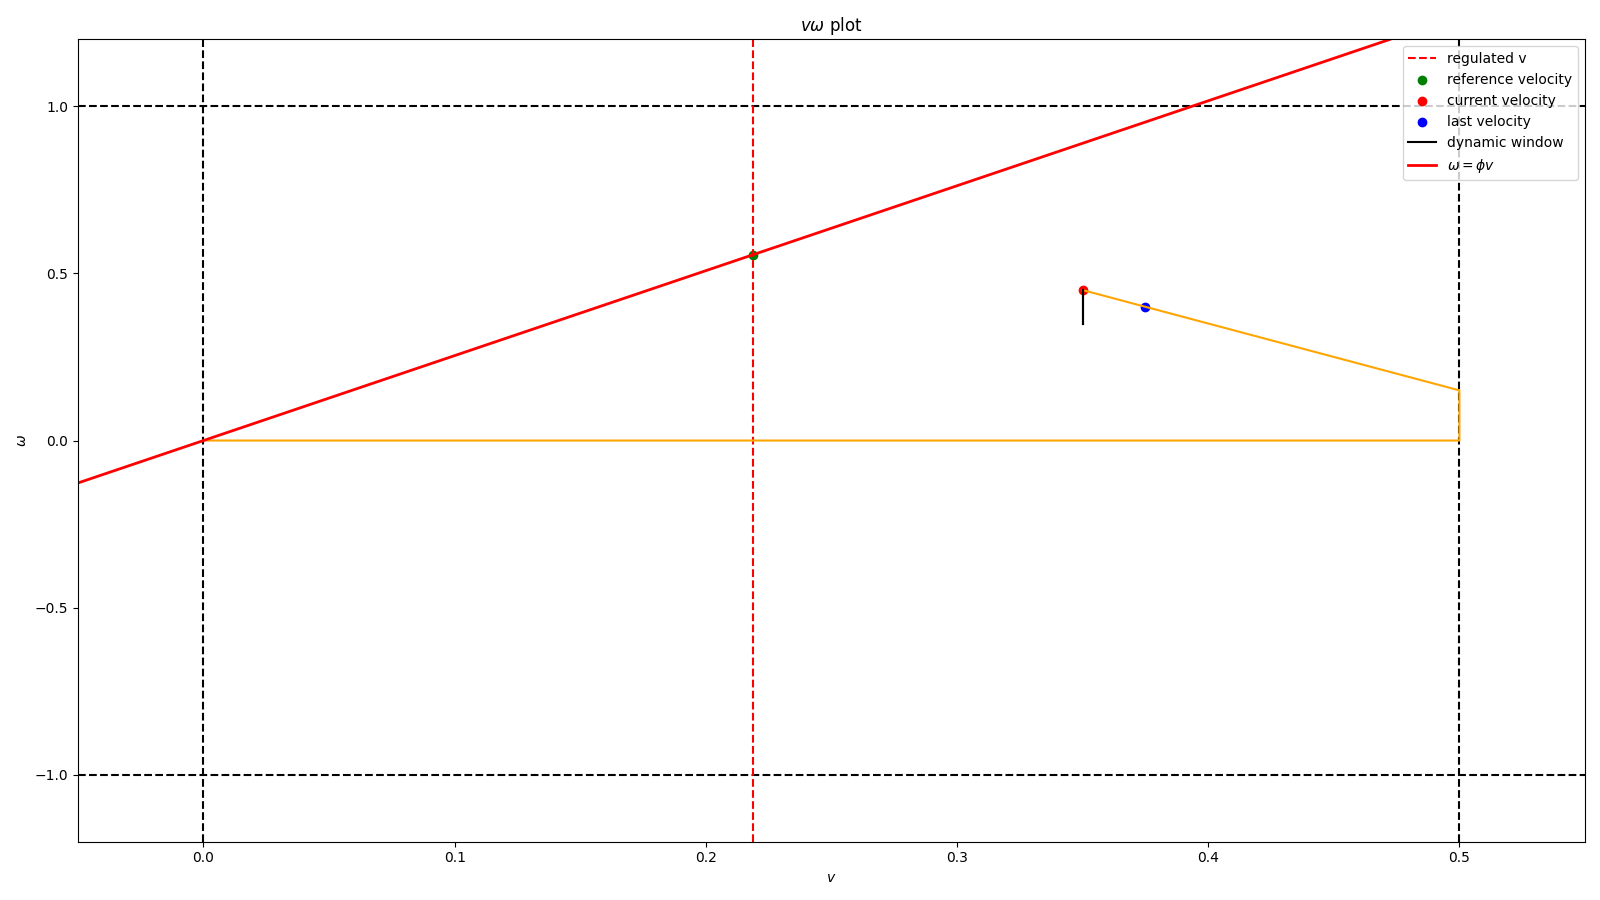 vω plot
regulated v
reference velocity
current velocity
last velocity
dynamic window
ω = ϕv
1.0
0.5
0.0
−0.5
−1.0
ω
0.0 0.1 0.2 0.3 0.4 0.5
v